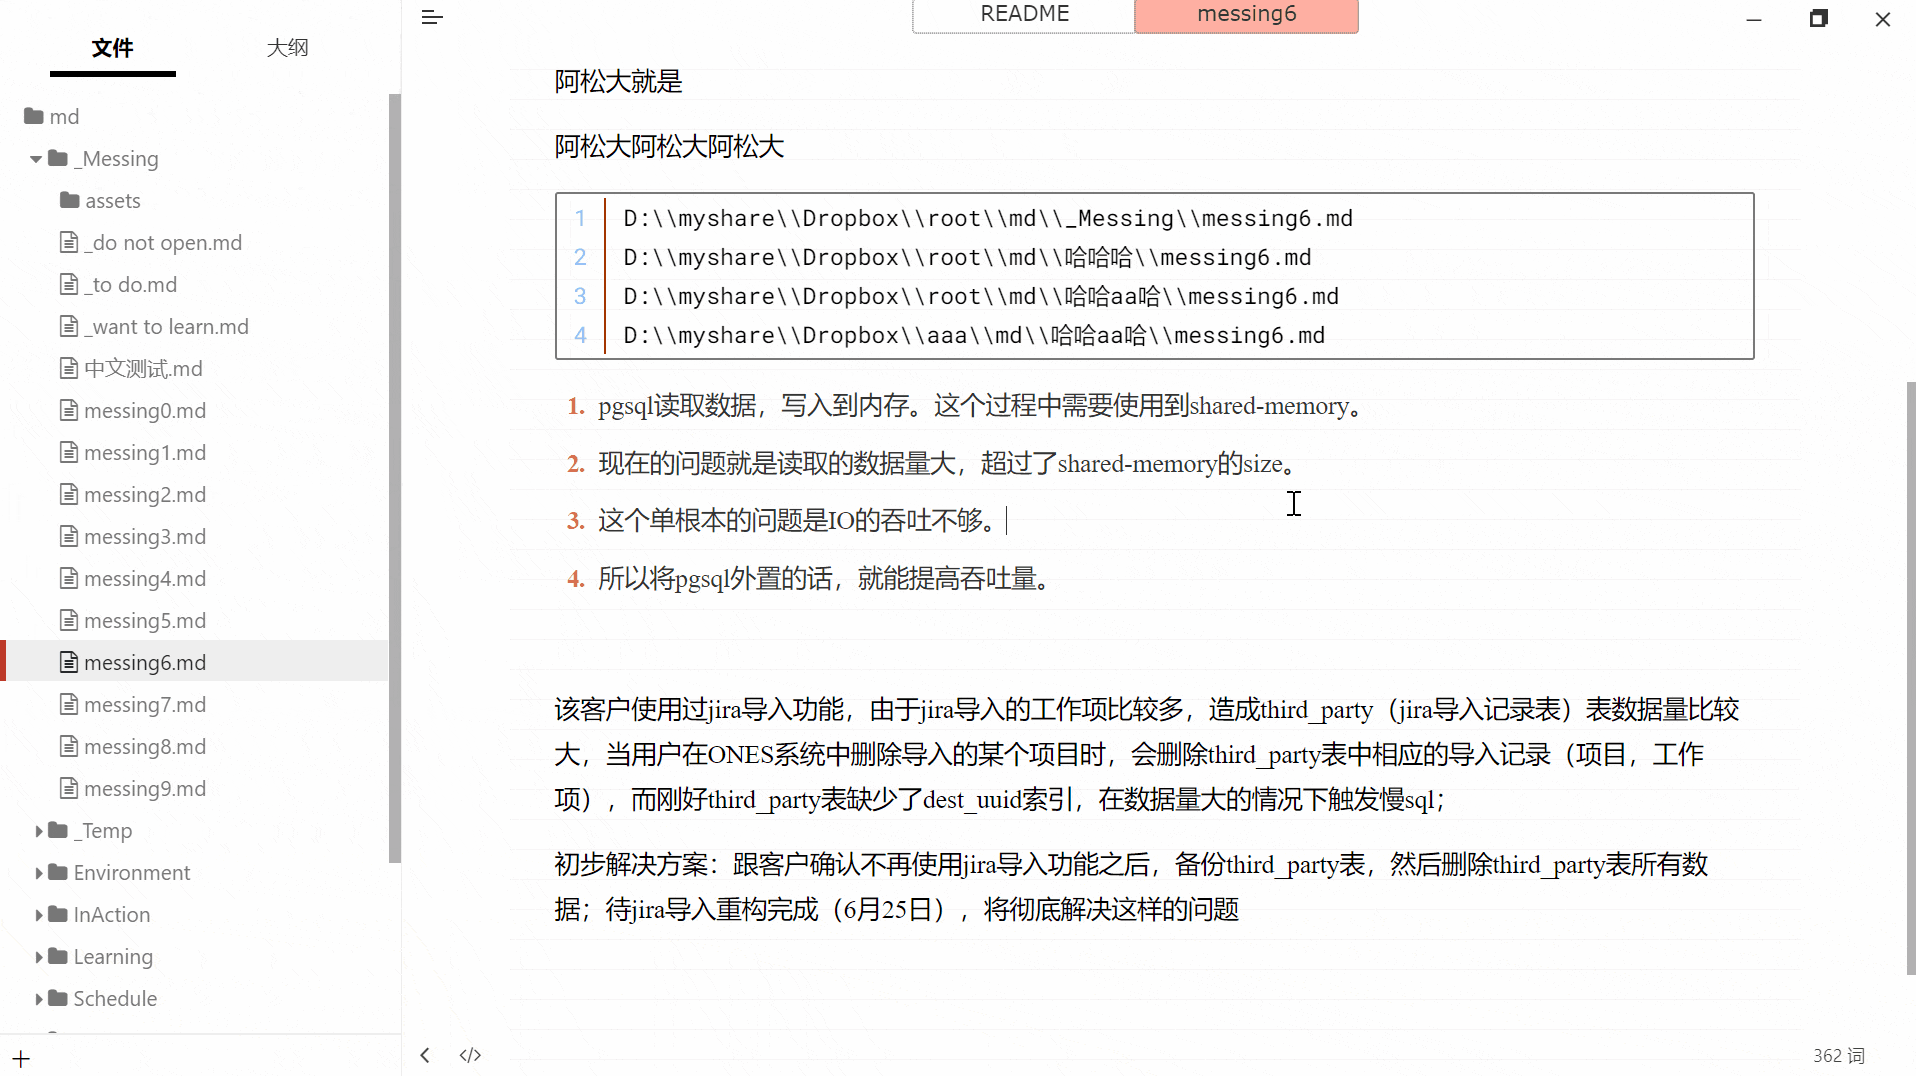 文件
大纲
md
_Messing
assets
_do not open.md
_to do.md
_want to learn.md
中文测试.md
messing0.md
messing1.md
messing2.md
messing3.md
messing4.md
messing5.md
messing6.md
messing7.md
messing8.md
messing9.md
_Temp
Environment
InAction
Learning
Schedule
README
messing6
阿松大就是
阿松大阿松大阿松大
1 D:\\myshare\\Dropbox\\root\\md\\_Messing\\messing6.md
2 D:\\myshare\\Dropbox\\root\\md\\哈哈哈\\messing6.md
3 D:\\myshare\\Dropbox\\root\\md\\哈哈aa哈\\messing6.md
4 D:\\myshare\\Dropbox\\aaa\\md\\哈哈aa哈\\messing6.md
1. pgsql读取数据，写入到内存。这个过程中需要使用到shared-memory。
2. 现在的问题就是读取的数据量大，超过了shared-memory的size。
3. 这个单根本的问题是IO的吞吐不够。
4. 所以将pgsql外置的话，就能提高吞吐量。
该客户使用过jira导入功能，由于jira导入的工作项比较多，造成third_party（jira导入记录表）表数据量比较
大，当用户在ONES系统中删除导入的某个项目时，会删除third_party表中相应的导入记录（项目，工作
项），而刚好third_party表缺少了dest_uuid索引，在数据量大的情况下触发慢sql；
初步解决方案：跟客户确认不再使用jira导入功能之后，备份third_party表，然后删除third_party表所有数
据；待jira导入重构完成（6月25日），将彻底解决这样的问题
</>
362 词